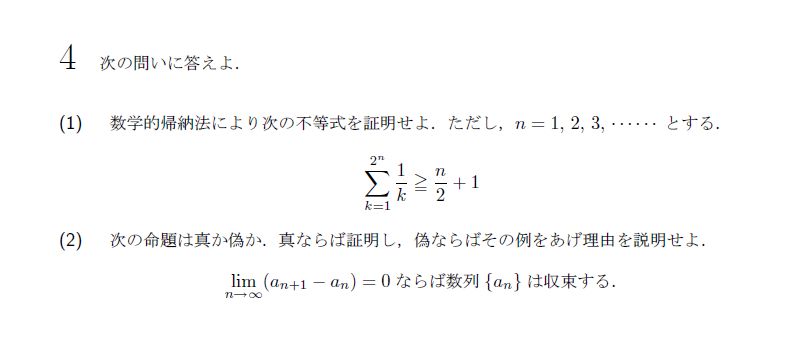 4 次の問いに答えよ．
(1) 数学的帰納法により次の不等式を証明せよ．ただし，n = 1, 2, 3, ⋯⋯ とする．
\sum_{k=1}^{2^n} \frac{1}{k} ≧ \frac{n}{2} + 1
(2) 次の命題は真か偽か．真ならば証明し，偽ならばその例をあげ理由を説明せよ．
\lim_{n→∞} (a_{n+1} − a_n) = 0 ならば数列 {a_n} は収束する．